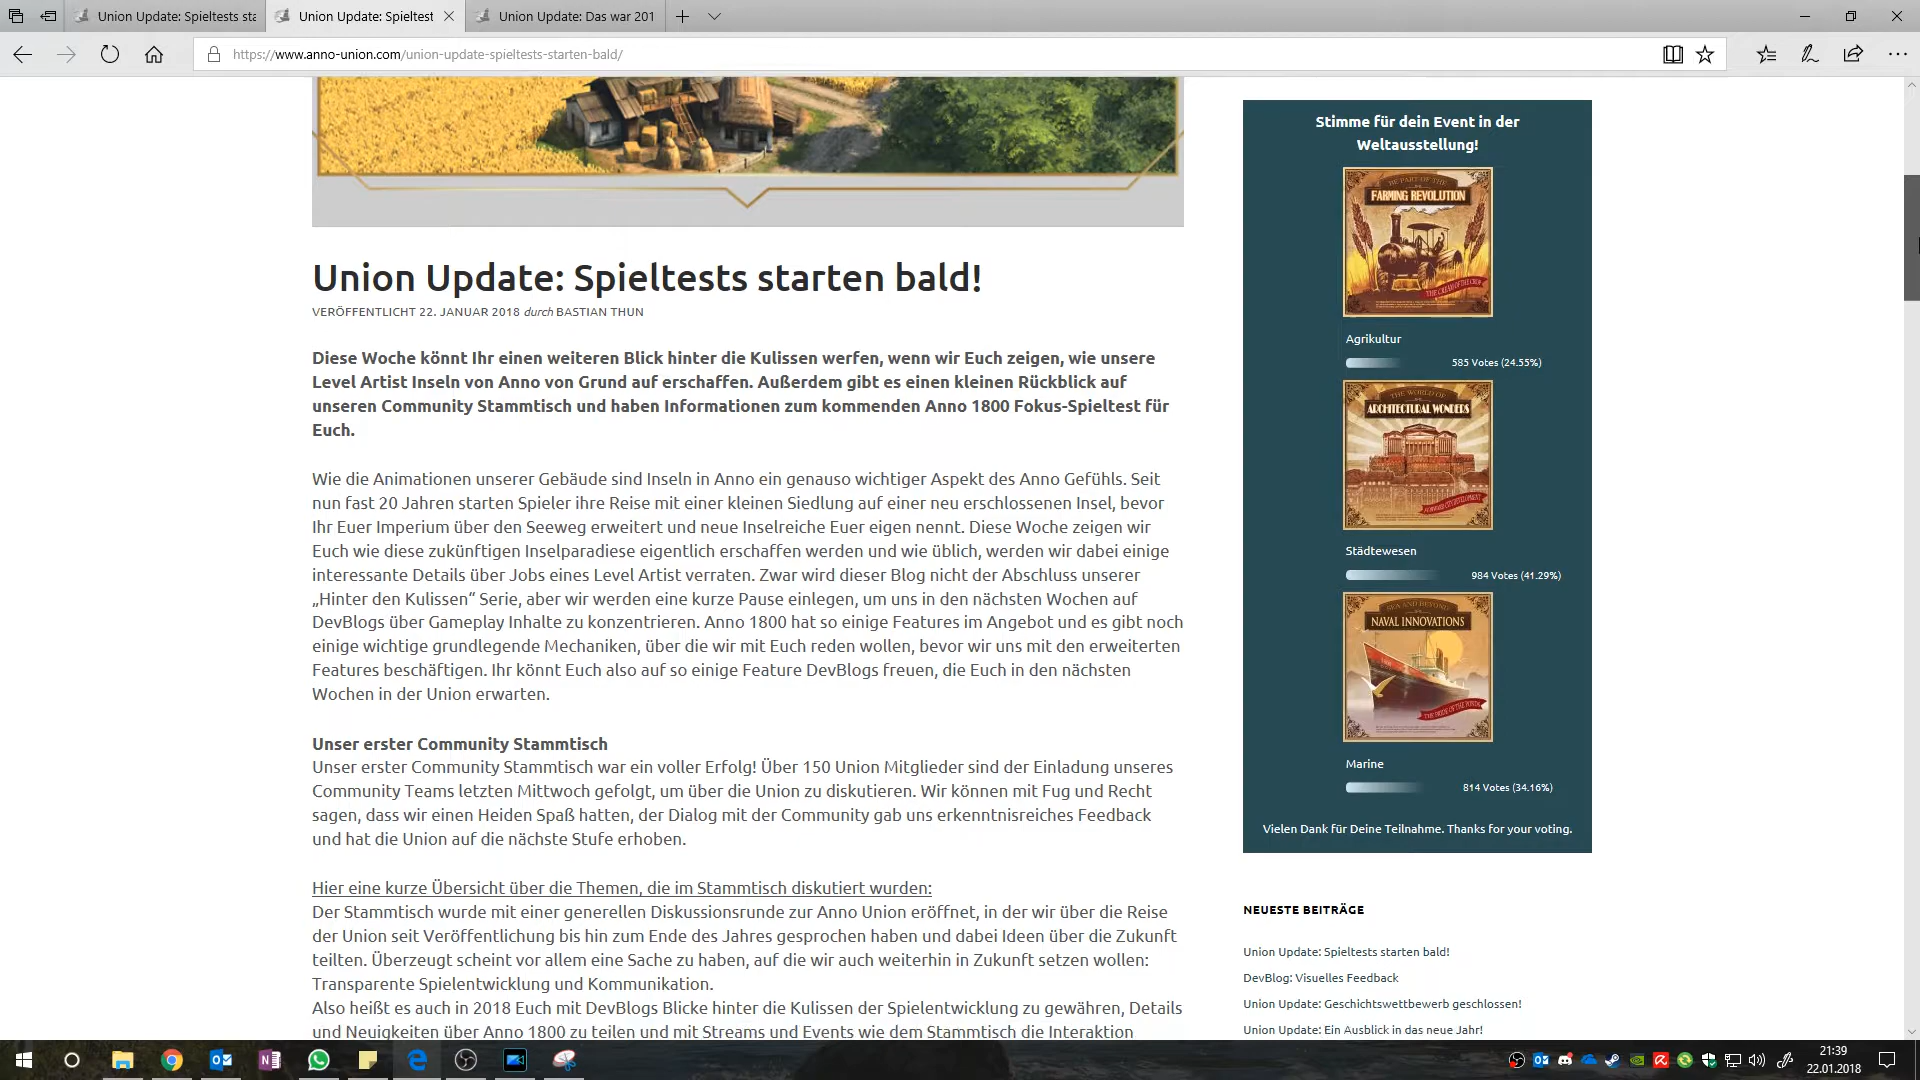 Union Update: Spieltests sta
Union Update: Spieltest
Union Update: Das war 201
https://www.anno-union.com/union-update-spieltests-starten-bald/
Union Update: Spieltests starten bald!
VERÖFFENTLICHT 22. JANUAR 2018 durch BASTIAN THUN
Diese Woche könnt Ihr einen weiteren Blick hinter die Kulissen werfen, wenn wir Euch zeigen, wie unsere
Level Artist Inseln von Anno von Grund auf erschaffen. Außerdem gibt es einen kleinen Rückblick auf
unseren Community Stammtisch und haben Informationen zum kommenden Anno 1800 Fokus-Spieltest für
Euch.
Wie die Animationen unserer Gebäude sind Inseln in Anno ein genauso wichtiger Aspekt des Anno Gefühls. Seit
nun fast 20 Jahren starten Spieler ihre Reise mit einer kleinen Siedlung auf einer neu erschlossenen Insel, bevor
Ihr Euer Imperium über den Seeweg erweitert und neue Inselreiche Euer eigen nennt. Diese Woche zeigen wir
Euch wie diese zukünftigen Inselparadiese eigentlich erschaffen werden und wie üblich, werden wir dabei einige
interessante Details über Jobs eines Level Artist verraten. Zwar wird dieser Blog nicht der Abschluss unserer
„Hinter den Kulissen“ Serie, aber wir werden eine kurze Pause einlegen, um uns in den nächsten Wochen auf
DevBlogs über Gameplay Inhalte zu konzentrieren. Anno 1800 hat so einige Features im Angebot und es gibt noch
einige wichtige grundlegende Mechaniken, über die wir mit Euch reden wollen, bevor wir uns mit den erweiterten
Features beschäftigen. Ihr könnt Euch also auf so einige Feature DevBlogs freuen, die Euch in den nächsten
Wochen in der Union erwarten.
Unser erster Community Stammtisch
Unser erster Community Stammtisch war ein voller Erfolg! Über 150 Union Mitglieder sind der Einladung unseres
Community Teams letzten Mittwoch gefolgt, um über die Union zu diskutieren. Wir können mit Fug und Recht
sagen, dass wir einen Heiden Spaß hatten, der Dialog mit der Community gab uns erkenntnisreiches Feedback
und hat die Union auf die nächste Stufe erhoben.
Hier eine kurze Übersicht über die Themen, die im Stammtisch diskutiert wurden:
Der Stammtisch wurde mit einer generellen Diskussionsrunde zur Anno Union eröffnet, in der wir über die Reise
der Union seit Veröffentlichung bis hin zum Ende des Jahres gesprochen haben und dabei Ideen über die Zukunft
teilten. Überzeugt scheint vor allem eine Sache zu haben, auf die wir auch weiterhin in Zukunft setzen wollen:
Transparente Spielentwicklung und Kommunikation.
Also heißt es auch in 2018 Euch mit DevBlogs Blicke hinter die Kulissen der Spielentwicklung zu gewähren, Details
und Neuigkeiten über Anno 1800 zu teilen und mit Streams und Events wie dem Stammtisch die Interaktion
Stimme für dein Event in der
Weltausstellung!
BE PART OF THE
FARMING REVOLUTION
THE CREAM OF THE CROP
Agrikultur
585 Votes (24.55%)
THE WORLD OF
ARCHITECTURAL WONDERS
Städtewesen
984 Votes (41.29%)
SEA AND BEYOND
NAVAL INNOVATIONS
Marine
814 Votes (34.16%)
Vielen Dank für Deine Teilnahme. Thanks for your voting.
NEUESTE BEITRÄGE
Union Update: Spieltests starten bald!
DevBlog: Visuelles Feedback
Union Update: Geschichtswettbewerb geschlossen!
Union Update: Ein Ausblick in das neue Jahr!
21:39
22.01.2018